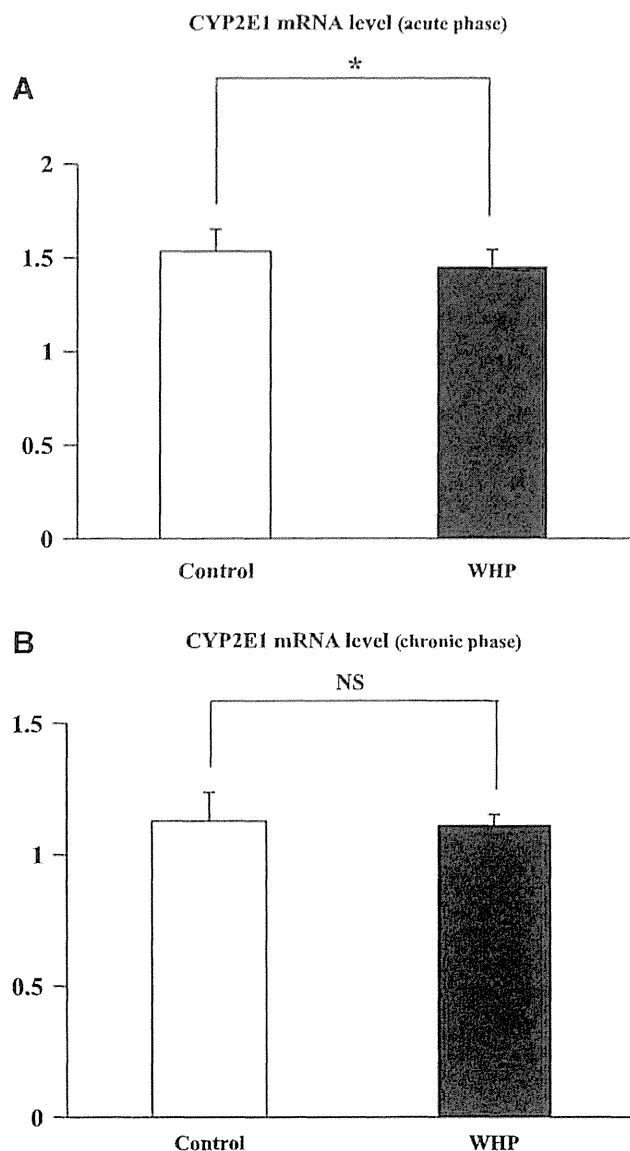 CYP2E1 mRNA level (acute phase)
A
*
2
1.5
1
0.5
0
Control WHP
B
CYP2E1 mRNA level (chronic phase)
NS
1.5
1
0.5
0
Control WHP